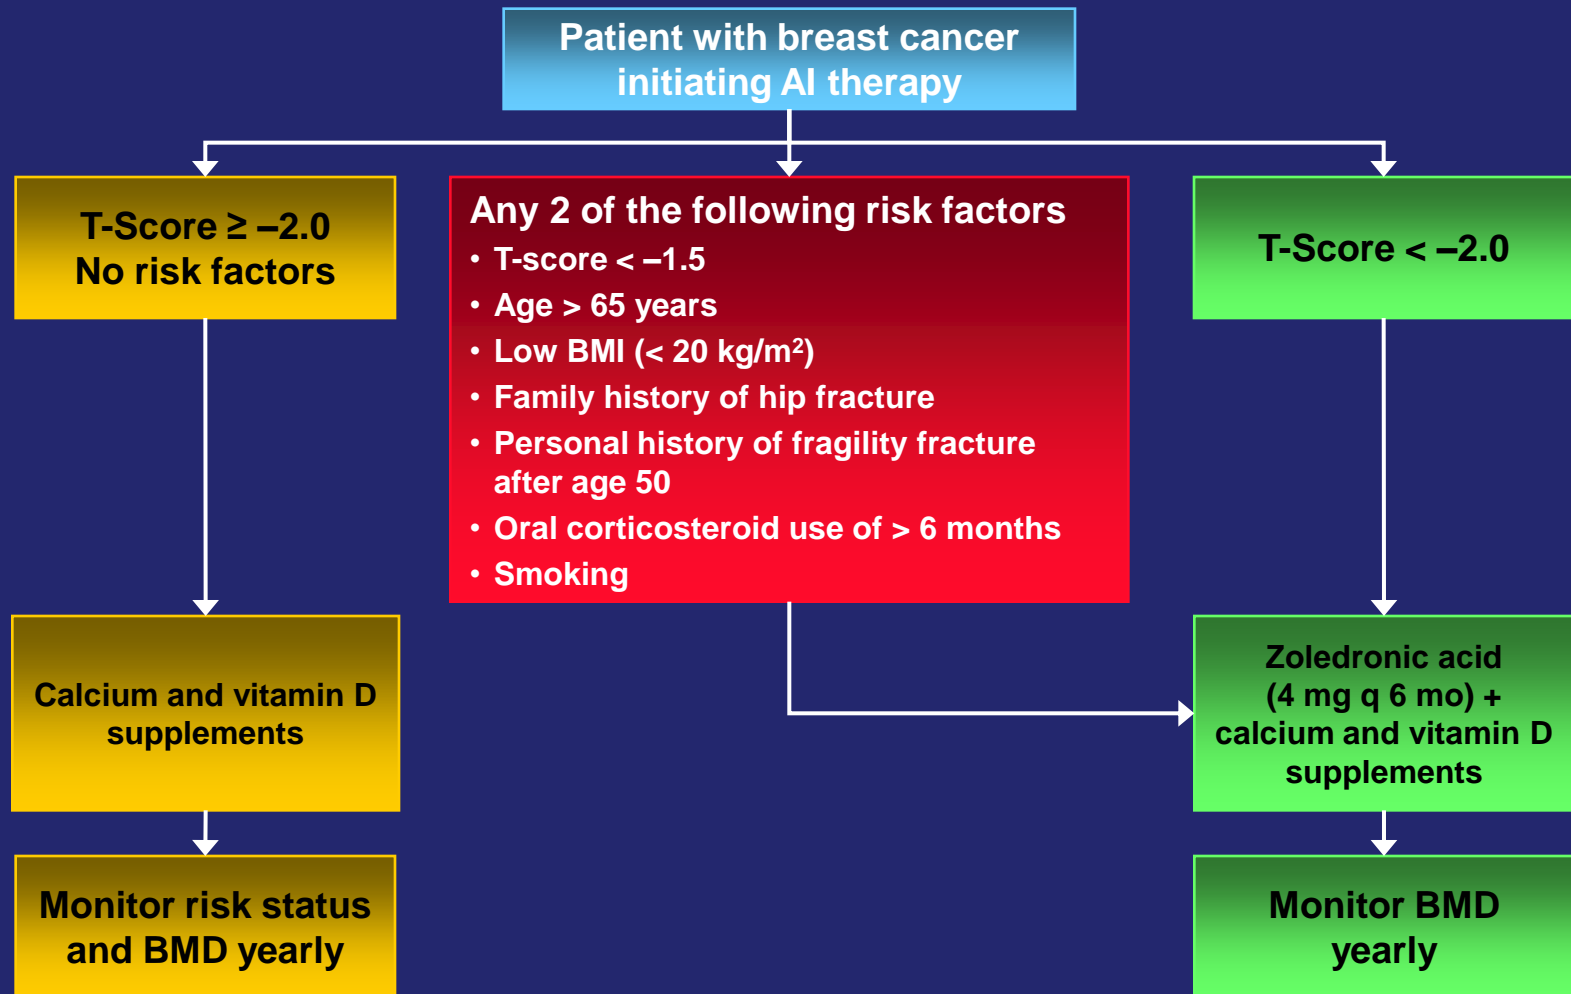 Patient with breast cancer
initiating AI therapy
T-Score ≥ –2.0
No risk factors
Any 2 of the following risk factors
• T-score < –1.5
• Age > 65 years
• Low BMI (< 20 kg/m²)
• Family history of hip fracture
• Personal history of fragility fracture
after age 50
• Oral corticosteroid use of > 6 months
• Smoking
T-Score < –2.0
Calcium and vitamin D
supplements
Zoledronic acid
(4 mg q 6 mo) +
calcium and vitamin D
supplements
Monitor risk status
and BMD yearly
Monitor BMD
yearly